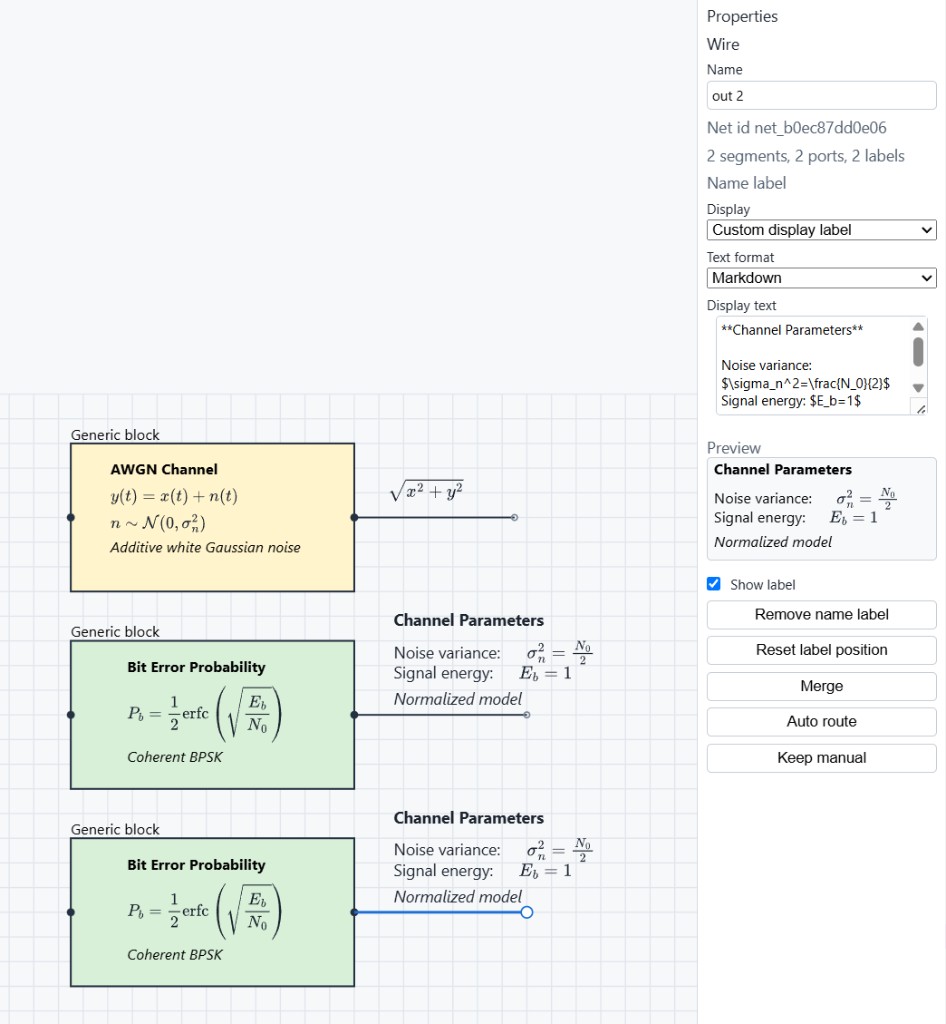 Properties
Wire
Name
out 2
Net id net_b0ec87dd0e06
2 segments, 2 ports, 2 labels
Name label
Display
Custom display label
Text format
Markdown
Display text
**Channel Parameters**
Noise variance:
$\sigma_n^2=\frac{N_0}{2}$
Signal energy: $E_b=1$
Preview
Channel Parameters
Noise variance: σ_n^2 = N_0/2
Signal energy: E_b = 1
Normalized model
Show label
Remove name label
Reset label position
Merge
Auto route
Keep manual
Generic block
AWGN Channel
y(t) = x(t) + n(t)
n ∼ 𝒩(0, σ_n^2)
Additive white Gaussian noise
√(x^2 + y^2)
Generic block
Bit Error Probability
P_b = 1/2 erfc (√(E_b/N_0))
Coherent BPSK
Channel Parameters
Noise variance: σ_n^2 = N_0/2
Signal energy: E_b = 1
Normalized model
Generic block
Bit Error Probability
P_b = 1/2 erfc (√(E_b/N_0))
Coherent BPSK
Channel Parameters
Noise variance: σ_n^2 = N_0/2
Signal energy: E_b = 1
Normalized model